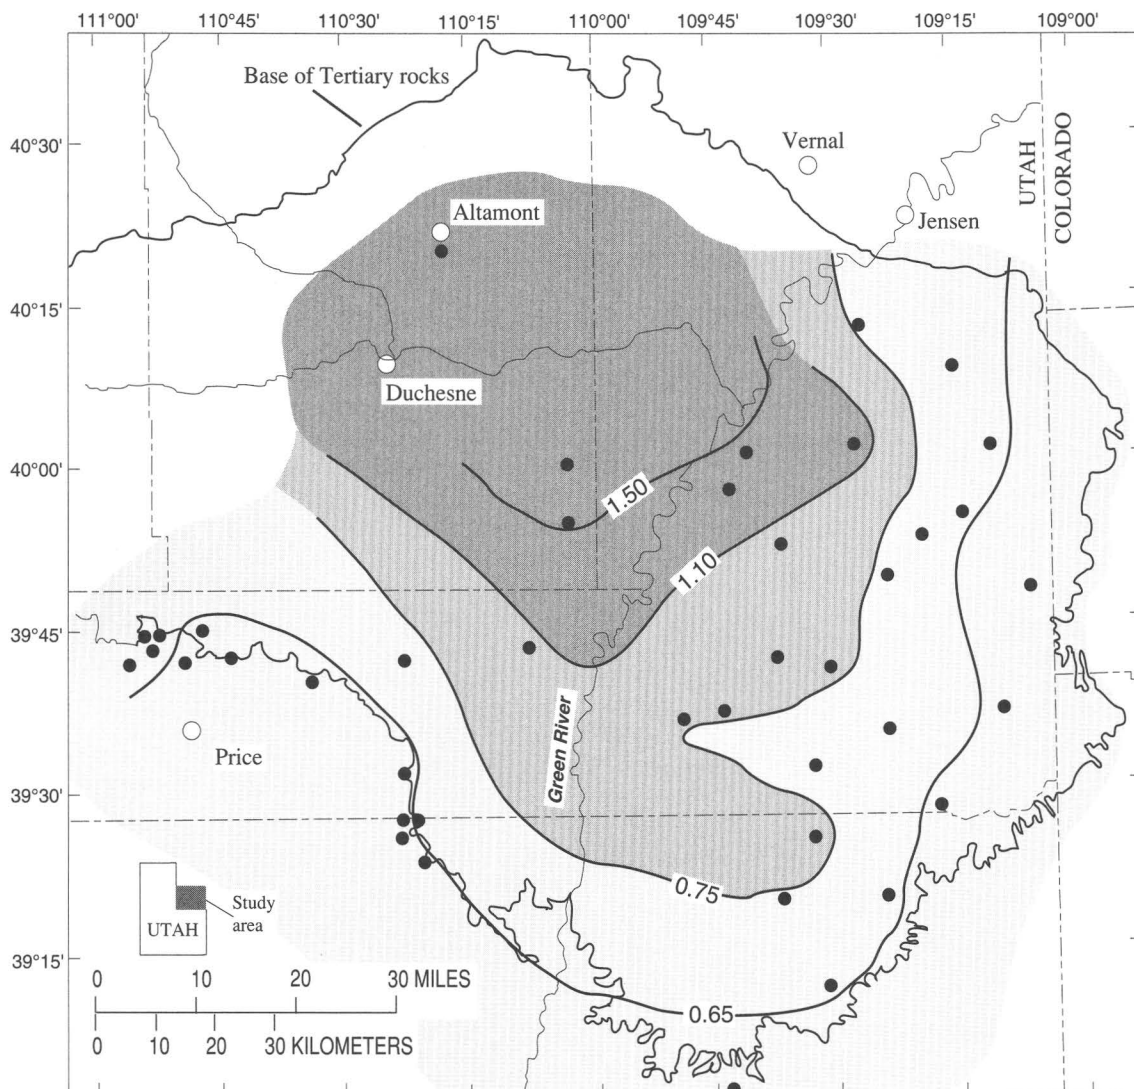 111°00' 110°45' 110°30' 110°15' 110°00' 109°45' 109°30' 109°15' 109°00'
Base of Tertiary rocks
40°30'
Vernal
UTAH
COLORADO
Altamont
Jensen
40°15'
Duchesne
40°00'
1.50
1.10
39°45'
Green River
Price
39°30'
0.75
Study
area
UTAH
39°15'
0 10 30 MILES
0.65
0 10 20 30 KILOMETERS